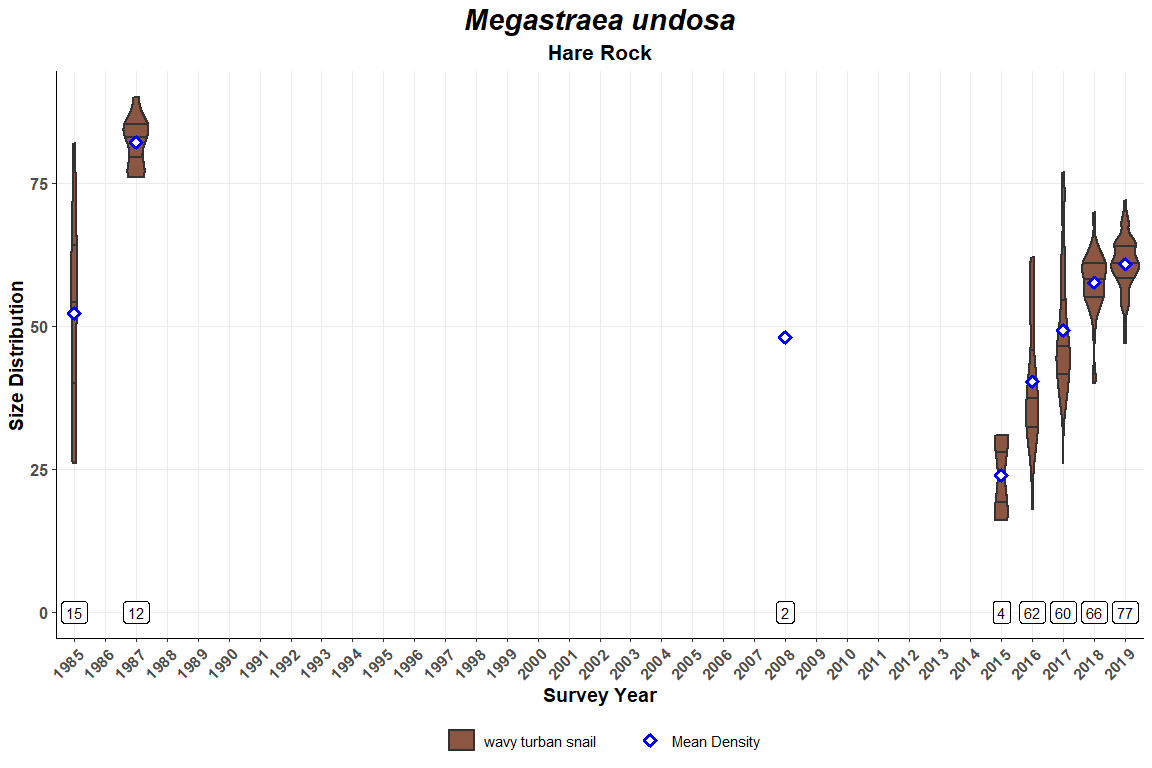 Megastraea undosa
Hare Rock
Size Distribution
75
50
25
0
15 12 2 4 62 60 66 77
1985 1986 1987 1988 1989 1990 1991 1992 1993 1994 1995 1996 1997 1998 1999 2000 2001 2002 2003 2004 2005 2006 2007 2008 2009 2010 2011 2012 2013 2014 2015 2016 2017 2018 2019
Survey Year
wavy turban snail Mean Density